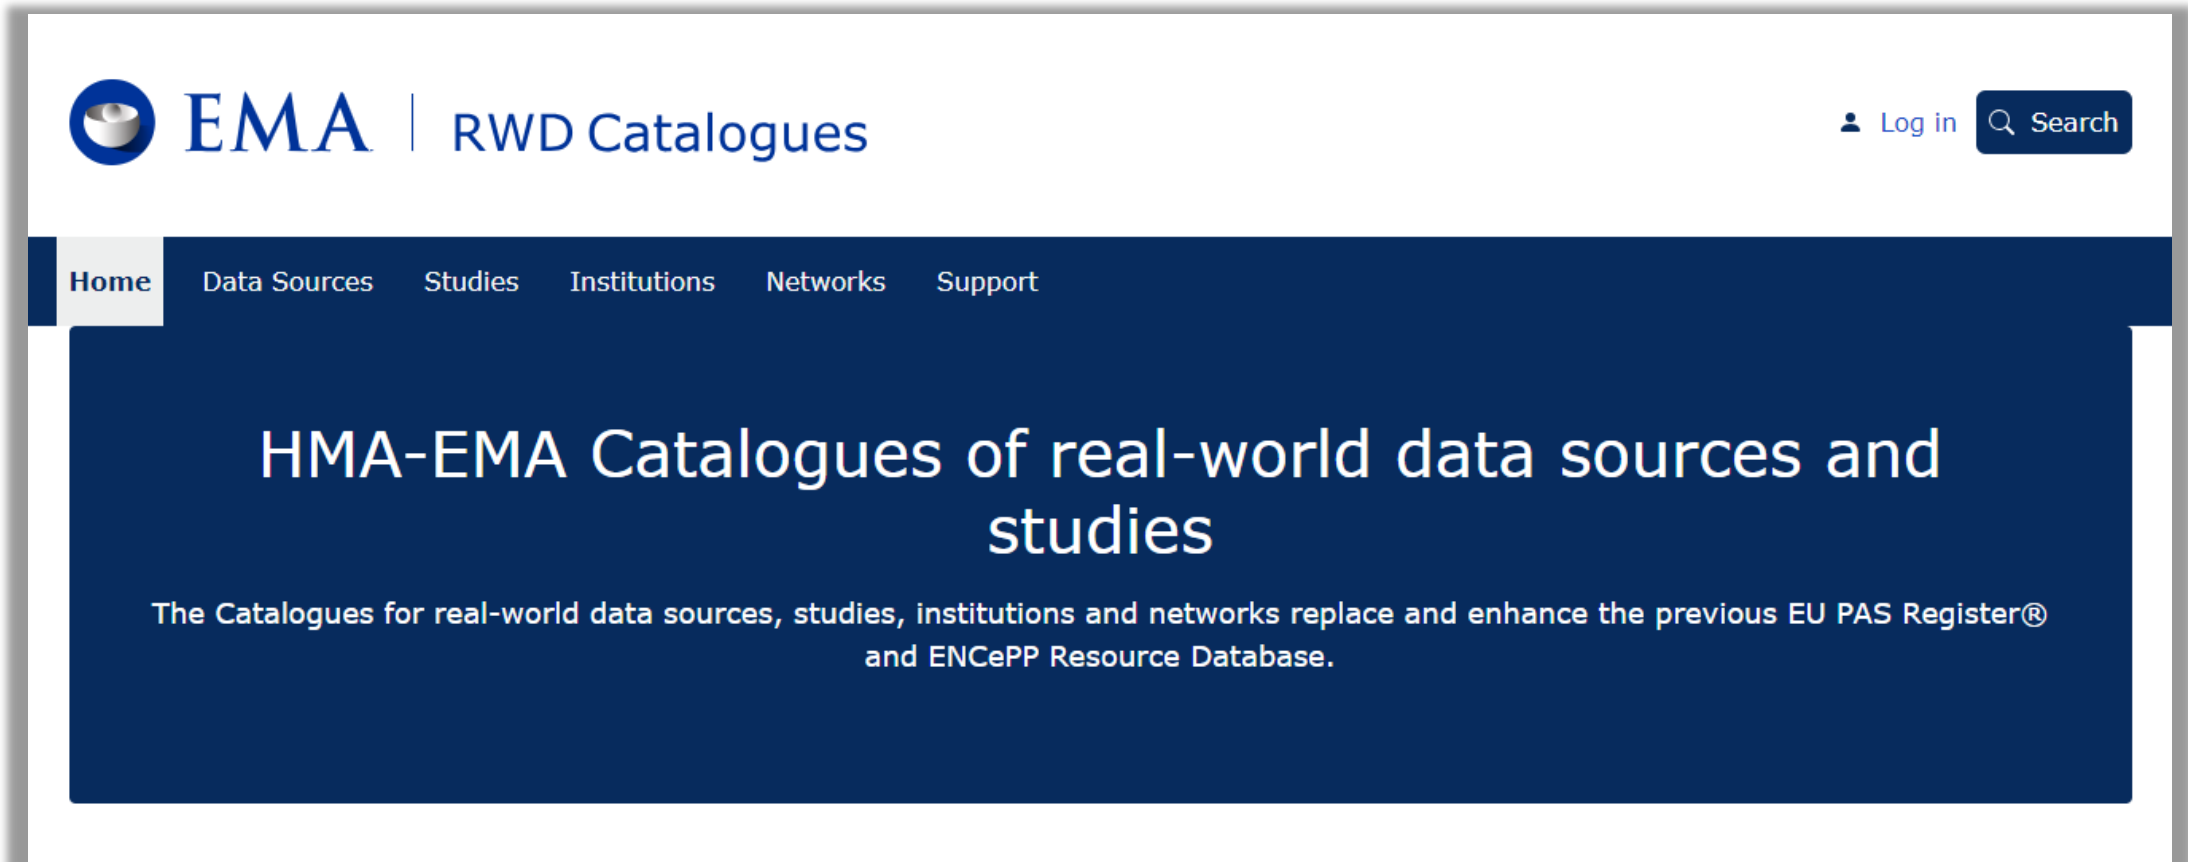 EMA | RWD Catalogues
Log in
Search
Home Data Sources Studies Institutions Networks Support
HMA-EMA Catalogues of real-world data sources and
studies
The Catalogues for real-world data sources, studies, institutions and networks replace and enhance the previous EU PAS Register®
and ENCePP Resource Database.